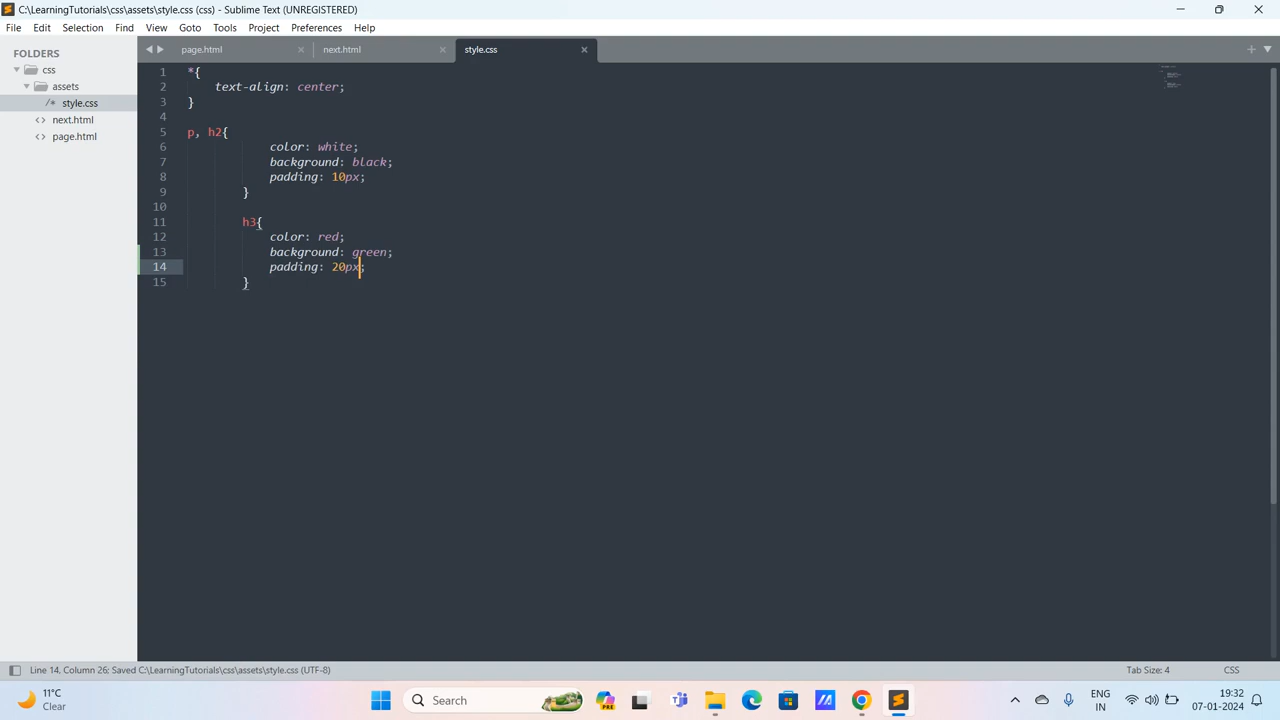 C:\LearningTutorials\css\assets\style.css (css) - Sublime Text (UNREGISTERED)
File Edit Selection Find View Goto Tools Project Preferences Help
FOLDERS
css
assets
/* style.css
<> next.html
<> page.html
page.html × next.html × style.css ×
1 *{
2 text-align: center;
3 }
4
5 p, h2{
6 color: white;
7 background: black;
8 padding: 10px;
9 }
10
11 h3{
12 color: red;
13 background: green;
14 padding: 20px;
15 }
Line 14, Column 26; Saved C:\LearningTutorials\css\assets\style.css (UTF-8)
Tab Size: 4 CSS
11°C
Clear
Search
PRE
ENG
IN
19:32
07-01-2024